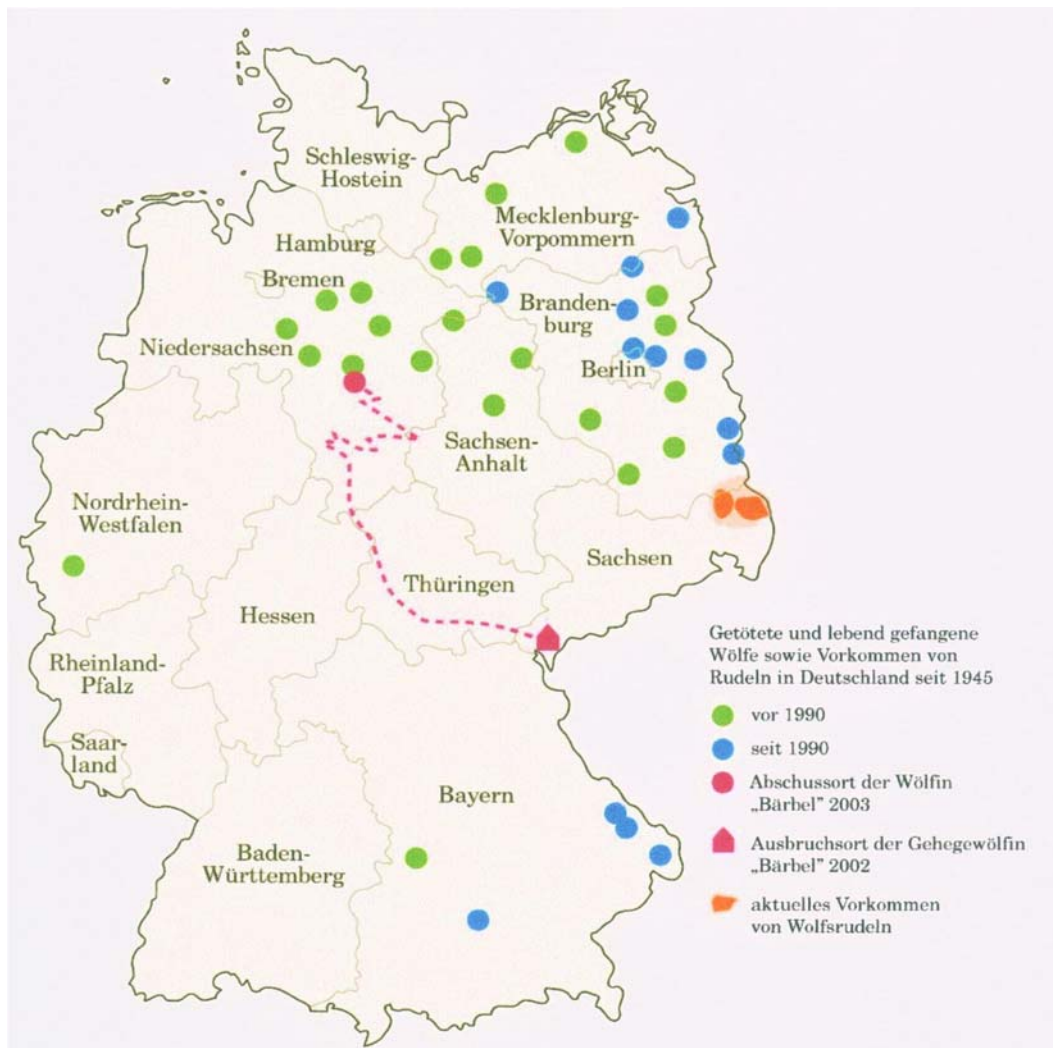 Schleswig-
Hostein
Mecklenburg-
Vorpommern
Hamburg
Bremen
Branden-
burg
Niedersachsen
Berlin
Sachsen-
Anhalt
Nordrhein-
Westfalen
Sachsen
Thüringen
Hessen
Rheinland-
Pfalz
Saar-
land
Bayern
Baden-
Württemberg
Getötete und lebend gefangene
Wölfe sowie Vorkommen von
Rudeln in Deutschland seit 1945
vor 1990
seit 1990
Abschussort der Wölfin
„Bärbel" 2003
Ausbruchsort der Gehegewölfin
„Bärbel" 2002
aktuelles Vorkommen
von Wolfsrudeln